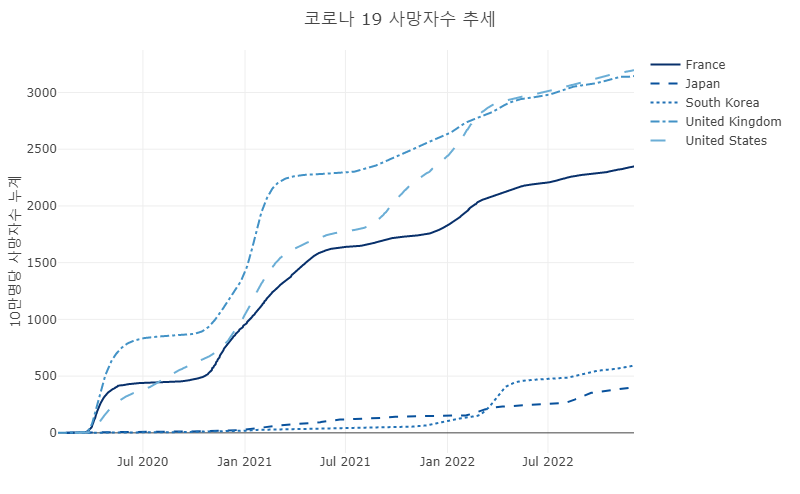 코로나 19 사망자수 추세
10만명당 사망자수 누계
3000
2500
2000
1500
1000
500
0
Jul 2020
Jan 2021
Jul 2021
Jan 2022
Jul 2022
France
Japan
South Korea
United Kingdom
United States